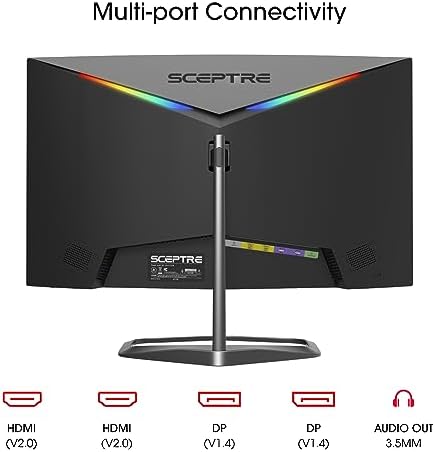 Multi-port Connectivity
SCEPTRE
SCEPTRE
HDMI
(V2.0)
HDMI
(V2.0)
DP
(V1.4)
DP
(V1.4)
AUDIO OUT
3.5MM